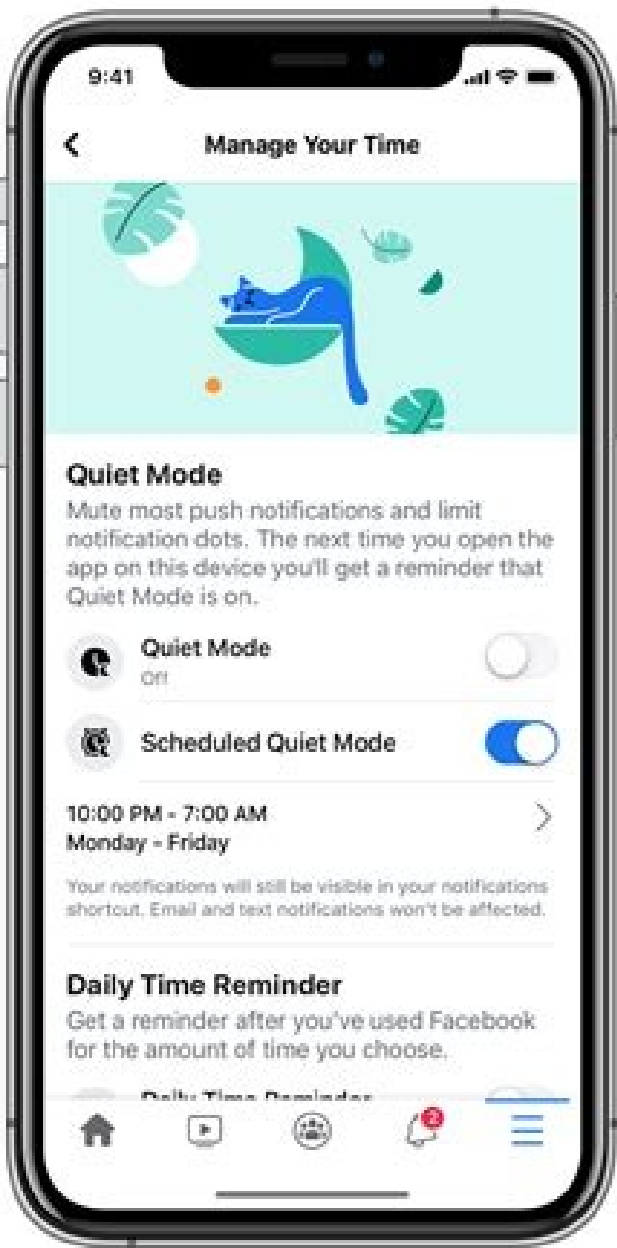 9:41
Manage Your Time
Quiet Mode
Mute most push notifications and limit
notification dots. The next time you open the
app on this device you'll get a reminder that
Quiet Mode is on.
Quiet Mode
Off
Scheduled Quiet Mode
10:00 PM - 7:00 AM
Monday - Friday
Your notifications will still be visible in your notifications
shortcut. Email and text notifications won't be affected.
Daily Time Reminder
Get a reminder after you've used Facebook
for the amount of time you choose.
Daily Time Reminder
2